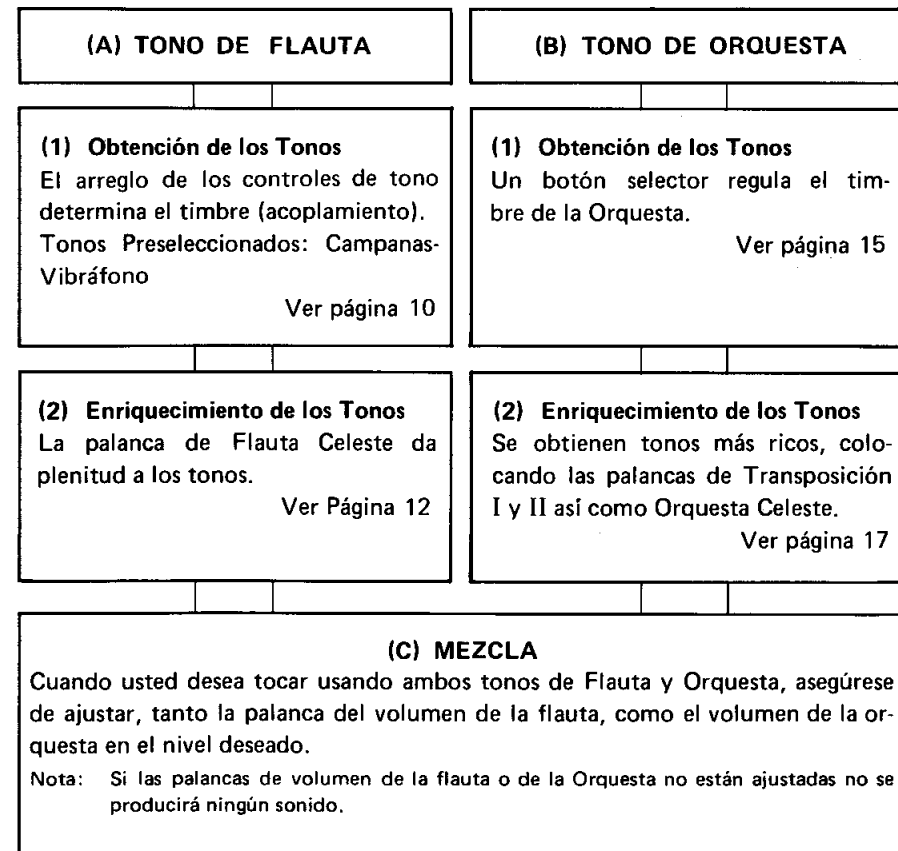 (A) TONO DE FLAUTA
(B) TONO DE ORQUESTA
(1) Obtención de los Tonos
El arreglo de los controles de tono
determina el timbre (acoplamiento).
Tonos Preseleccionados: Campanas-
Vibráfono
Ver página 10
(1) Obtención de los Tonos
Un botón selector regula el tim-
bre de la Orquesta.
Ver página 15
(2) Enriquecimiento de los Tonos
La palanca de Flauta Celeste da
plenitud a los tonos.
Ver Página 12
(2) Enriquecimiento de los Tonos
Se obtienen tonos más ricos, colo-
cando las palancas de Transposición
I y II así como Orquesta Celeste.
Ver página 17
(C) MEZCLA
Cuando usted desea tocar usando ambos tonos de Flauta y Orquesta, asegúrese
de ajustar, tanto la palanca del volumen de la flauta, como el volumen de la or-
questa en el nivel deseado.
Nota: Si las palancas de volumen de la flauta o de la Orquesta no están ajustadas no se
producirá ningún sonido.